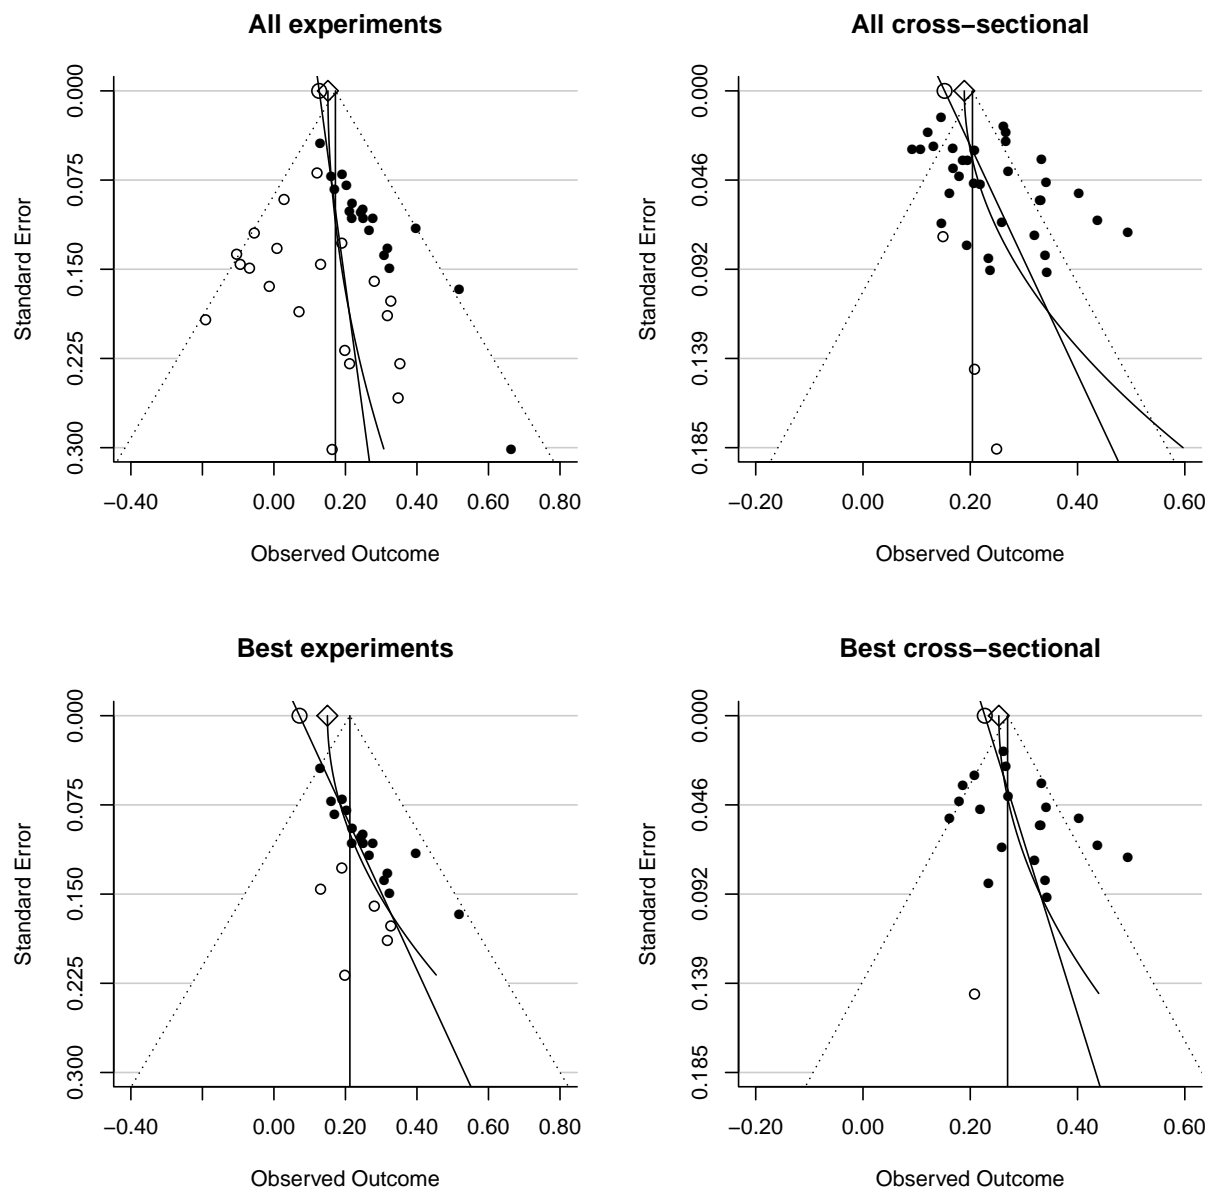 All experiments
0.000
0.075
0.150
0.225
0.300
Standard Error
−0.40 0.00 0.20 0.40 0.60 0.80
Observed Outcome
All cross−sectional
0.000
0.046
0.092
0.139
0.185
Standard Error
−0.20 0.00 0.20 0.40 0.60
Observed Outcome
Best experiments
0.000
0.075
0.150
0.225
0.300
Standard Error
−0.40 0.00 0.20 0.40 0.60 0.80
Observed Outcome
Best cross−sectional
0.000
0.046
0.092
0.139
0.185
Standard Error
−0.20 0.00 0.20 0.40 0.60
Observed Outcome